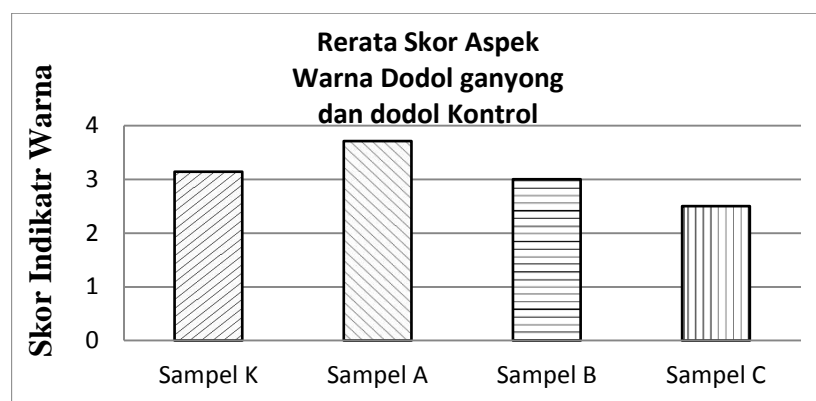 Rerata Skor Aspek
Warna Dodol ganyong
dan dodol Kontrol
Skor Indikatr Warna
4
3
2
1
0
Sampel K
Sampel A
Sampel B
Sampel C